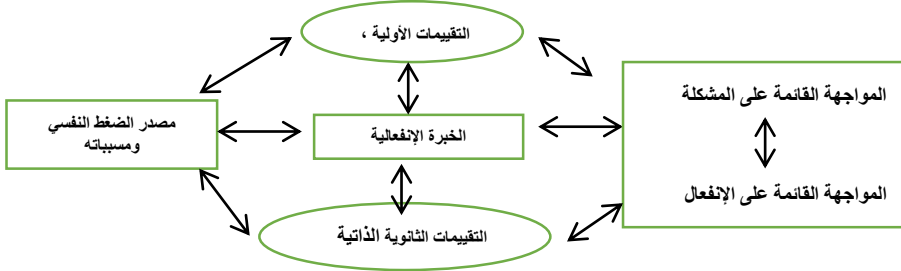 التقييمات الأولية ،
المواجهة القائمة على المشكلة
مصدر الضغط النفسي
ومسبباته
الخبرة الإنفعالية
المواجهة القائمة على الإنفعال
التقييمات الثانوية الذاتية